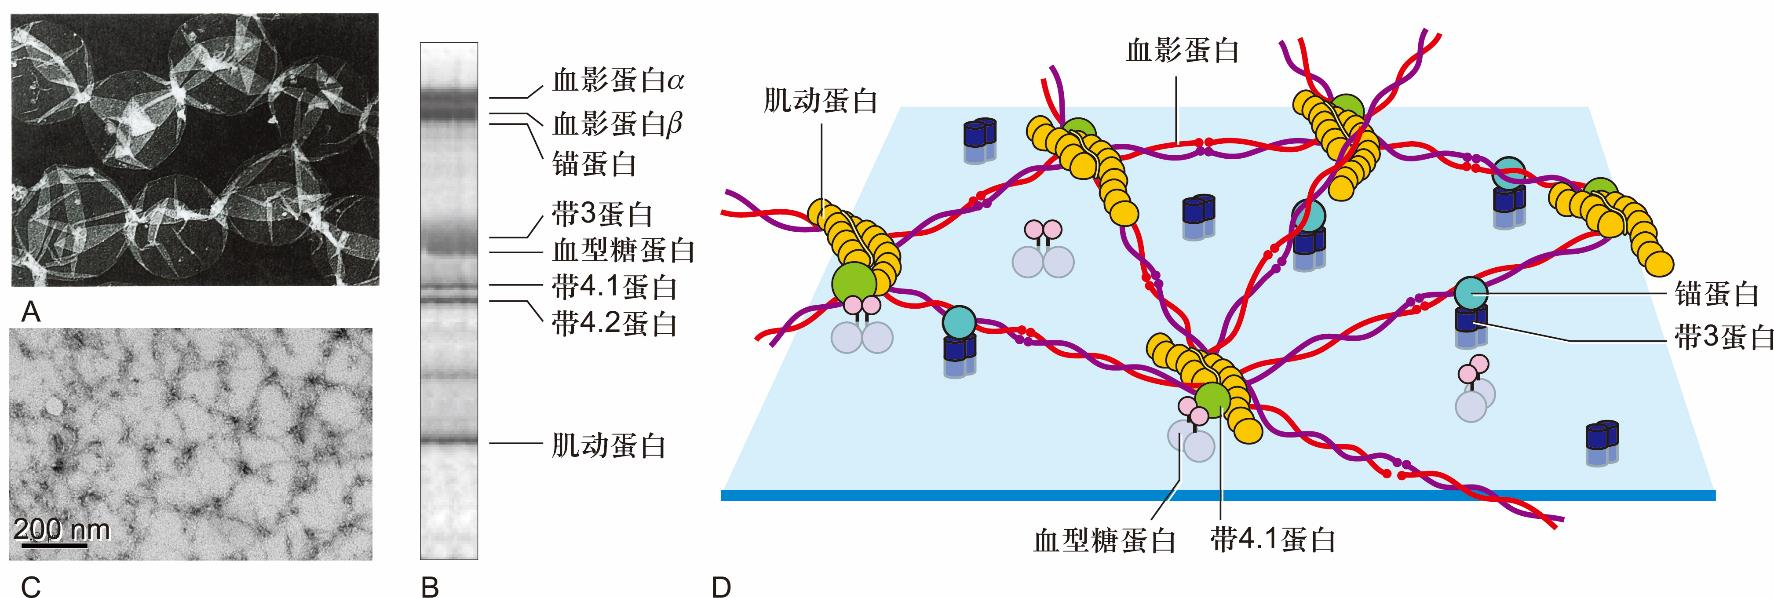 A
200 nm
C
血影蛋白α
血影蛋白β
锚蛋白
带3蛋白
血型糖蛋白
带4.1蛋白
带4.2蛋白
肌动蛋白
B
血影蛋白
肌动蛋白
锚蛋白
带3蛋白
血型糖蛋白
带4.1蛋白
D